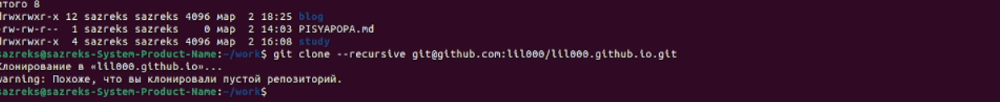 итого 8
drwxrwxr-x 12 sazreks sazreks 4096 мар  2 18:25 blog
-rw-rw-r--  1 sazreks sazreks    0 мар  2 14:03 PISYAPOPA.md
drwxrwxr-x  4 sazreks sazreks 4096 мар  2 16:08 study
sazreks@sazreks-System-Product-Name:~/work$ git clone --recursive git@github.com:lil000/lil000.github.io.git
Клонирование в «lil000.github.io»...
warning: Похоже, что вы клонировали пустой репозиторий.
sazreks@sazreks-System-Product-Name:~/work$